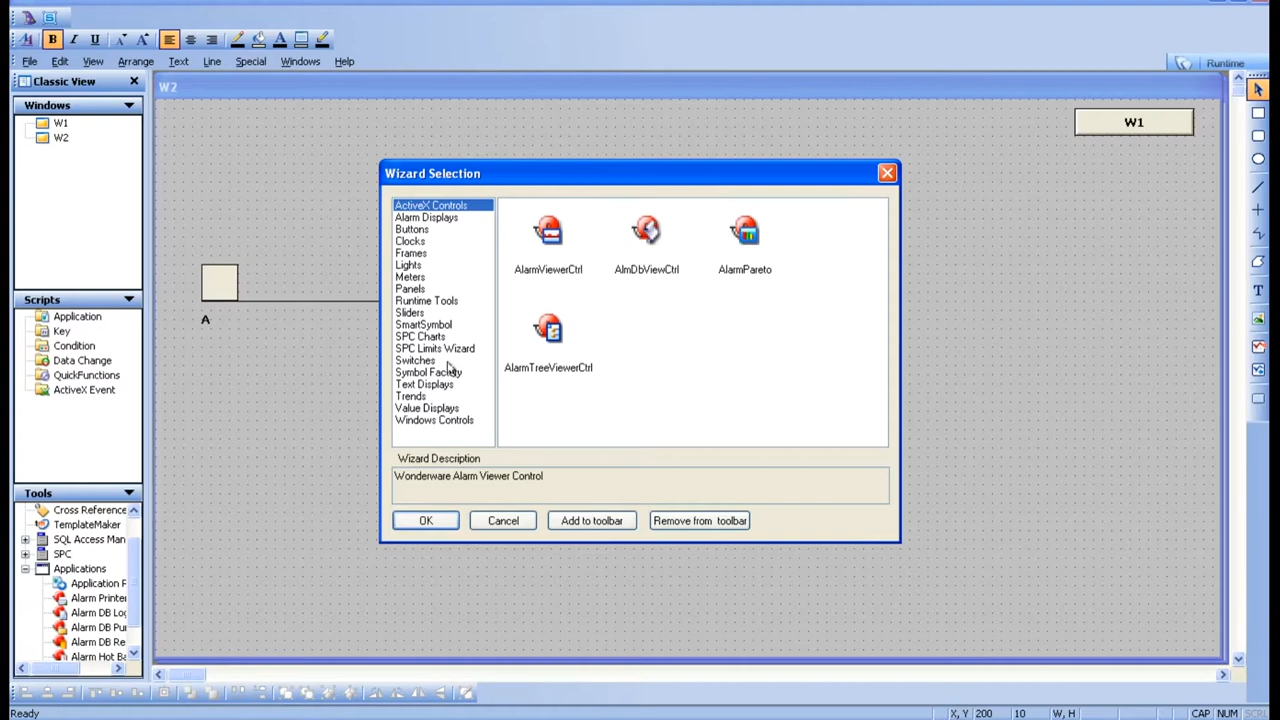 B I U
File Edit View Arrange Text Line Special Windows Help
Runtime
Classic View
Windows
W1
W2
Scripts
Application
Key
Condition
Data Change
QuickFunctions
ActiveX Event
Tools
Cross Reference
TemplateMaker
SQL Access Man
SPC
Applications
Application P
Alarm Printe
Alarm DB Lo
Alarm DB Pu
Alarm DB Re
Alarm Hot Ba
W2
W1
A
Wizard Selection
ActiveX Controls
Alarm Displays
Buttons
Clocks
Frames
Lights
Meters
Panels
Runtime Tools
Sliders
SmartSymbol
SPC Charts
SPC Limits Wizard
Switches
Symbol Factory
Text Displays
Trends
Value Displays
Windows Controls
AlarmViewerCtrl
AlmDbViewCtrl
AlarmPareto
AlarmTreeViewerCtrl
Wizard Description
Wonderware Alarm Viewer Control
OK Cancel Add to toolbar Remove from toolbar
Ready
X, Y 200 10 W, H CAP NUM SCRL